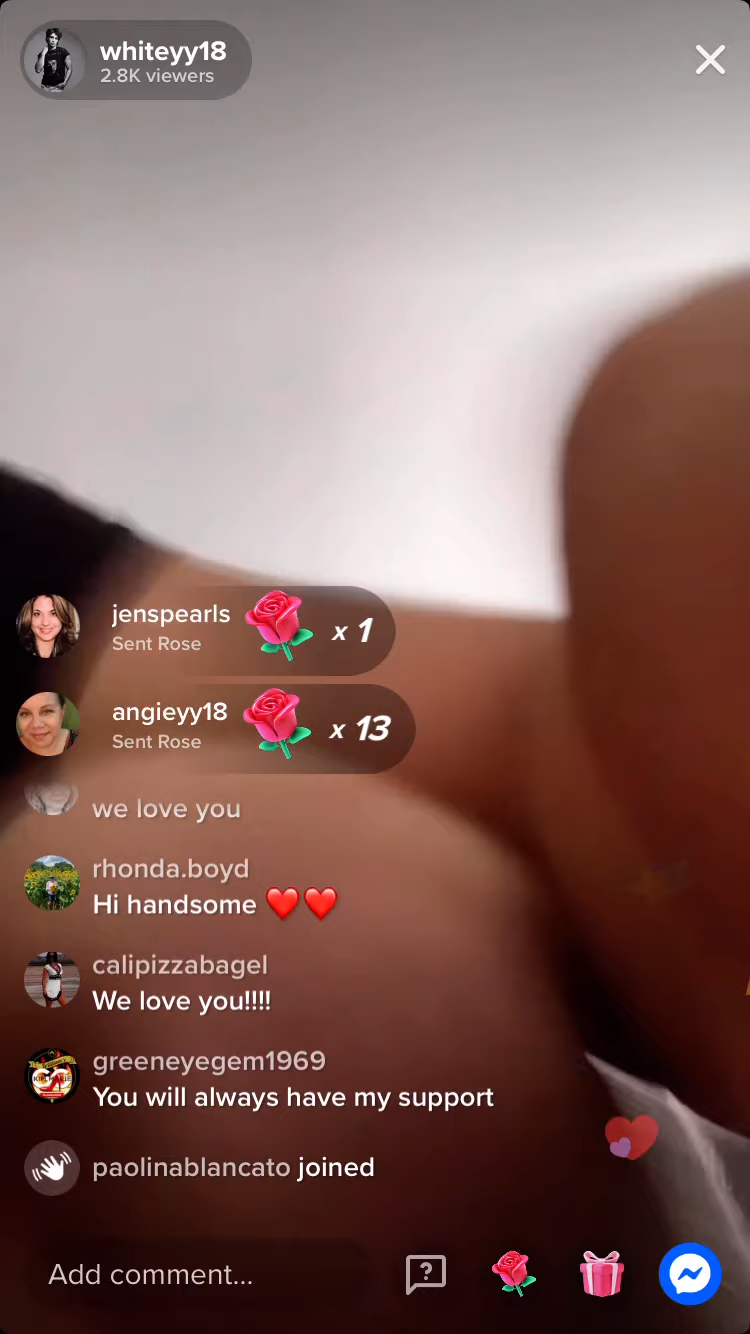 whiteyy18
2.8K viewers
jenspearls
Sent Rose
x 1
angieyy18
Sent Rose
x 13
we love you
rhonda.boyd
Hi handsome ❤️❤️
calipizzabagel
We love you!!!!
greeneyegem1969
You will always have my support
paolinablancato joined
Add comment...
?